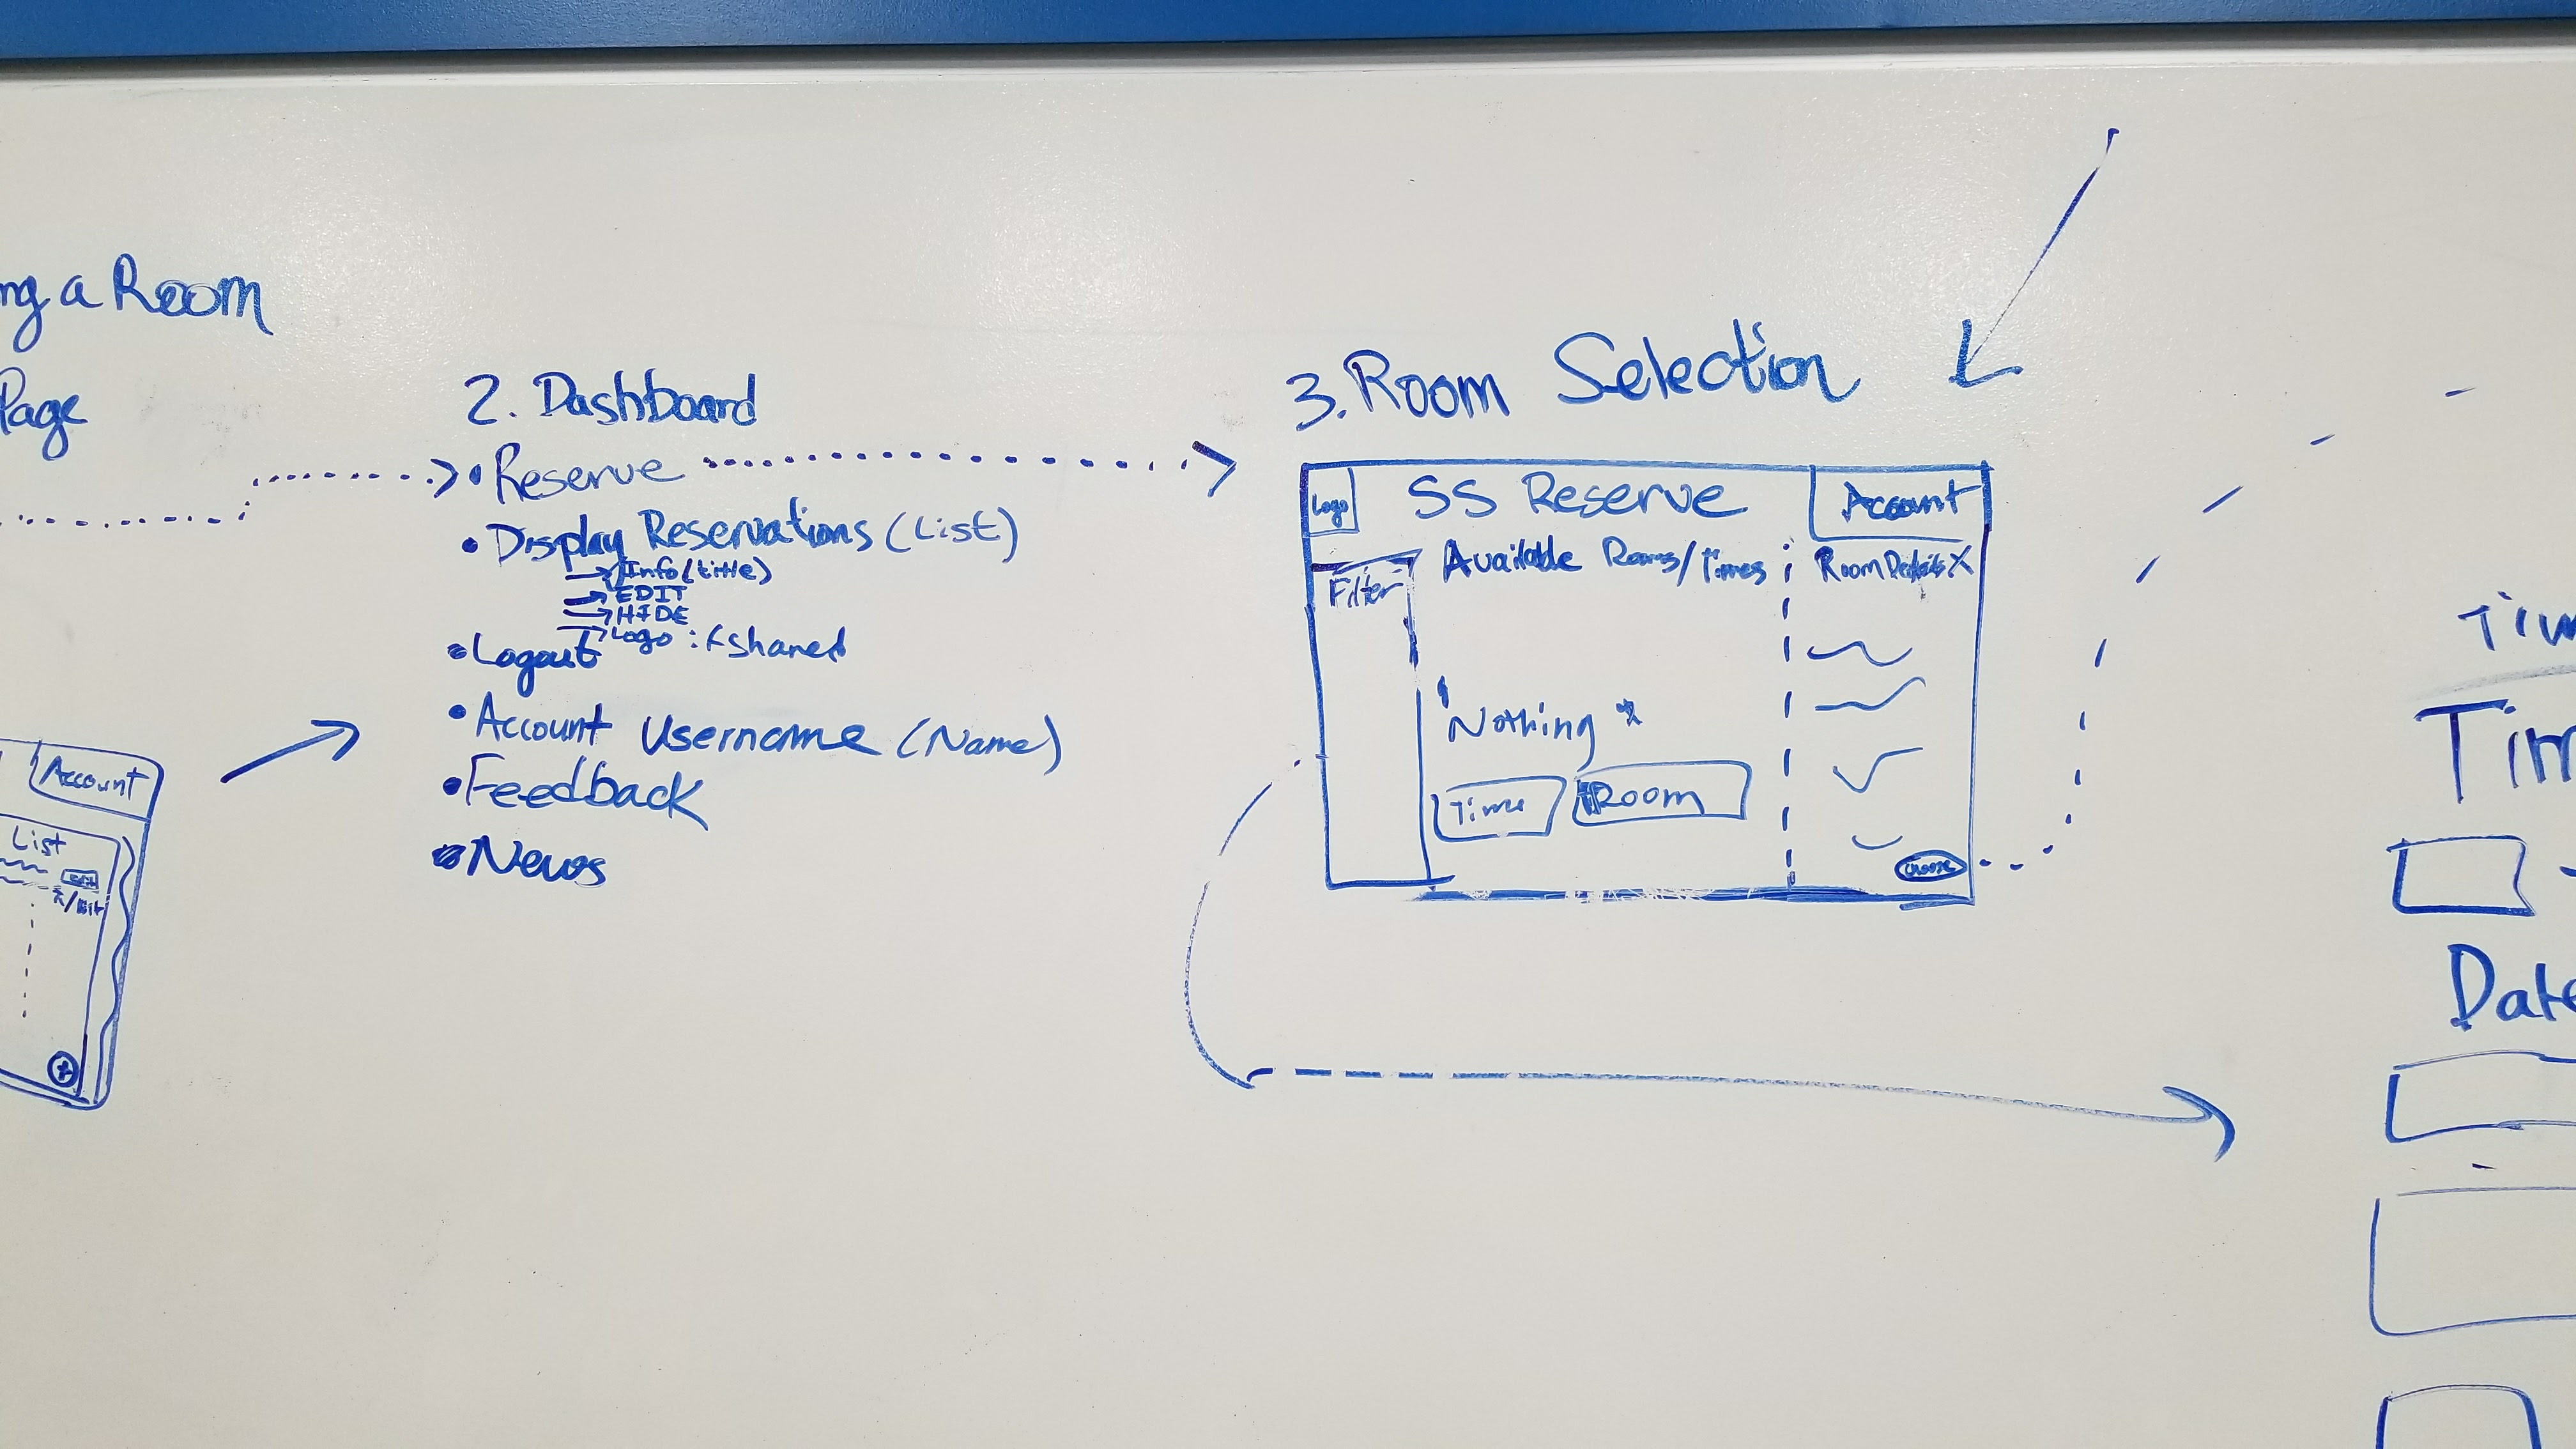 ng a Room
Page
Account
List
2. Dashboard
• Reserve
• Display Reservations (List)
Info (title)
EDIT
HIDE
Logo : if shared
• Logout
• Account Username (Name)
• Feedback
• News
3. Room Selection
Logo
SS Reserve
Account
Filter
Available Rooms/Times
Room Details X
Nothing *
Time
Room
Choose
Tim
Tim
Date